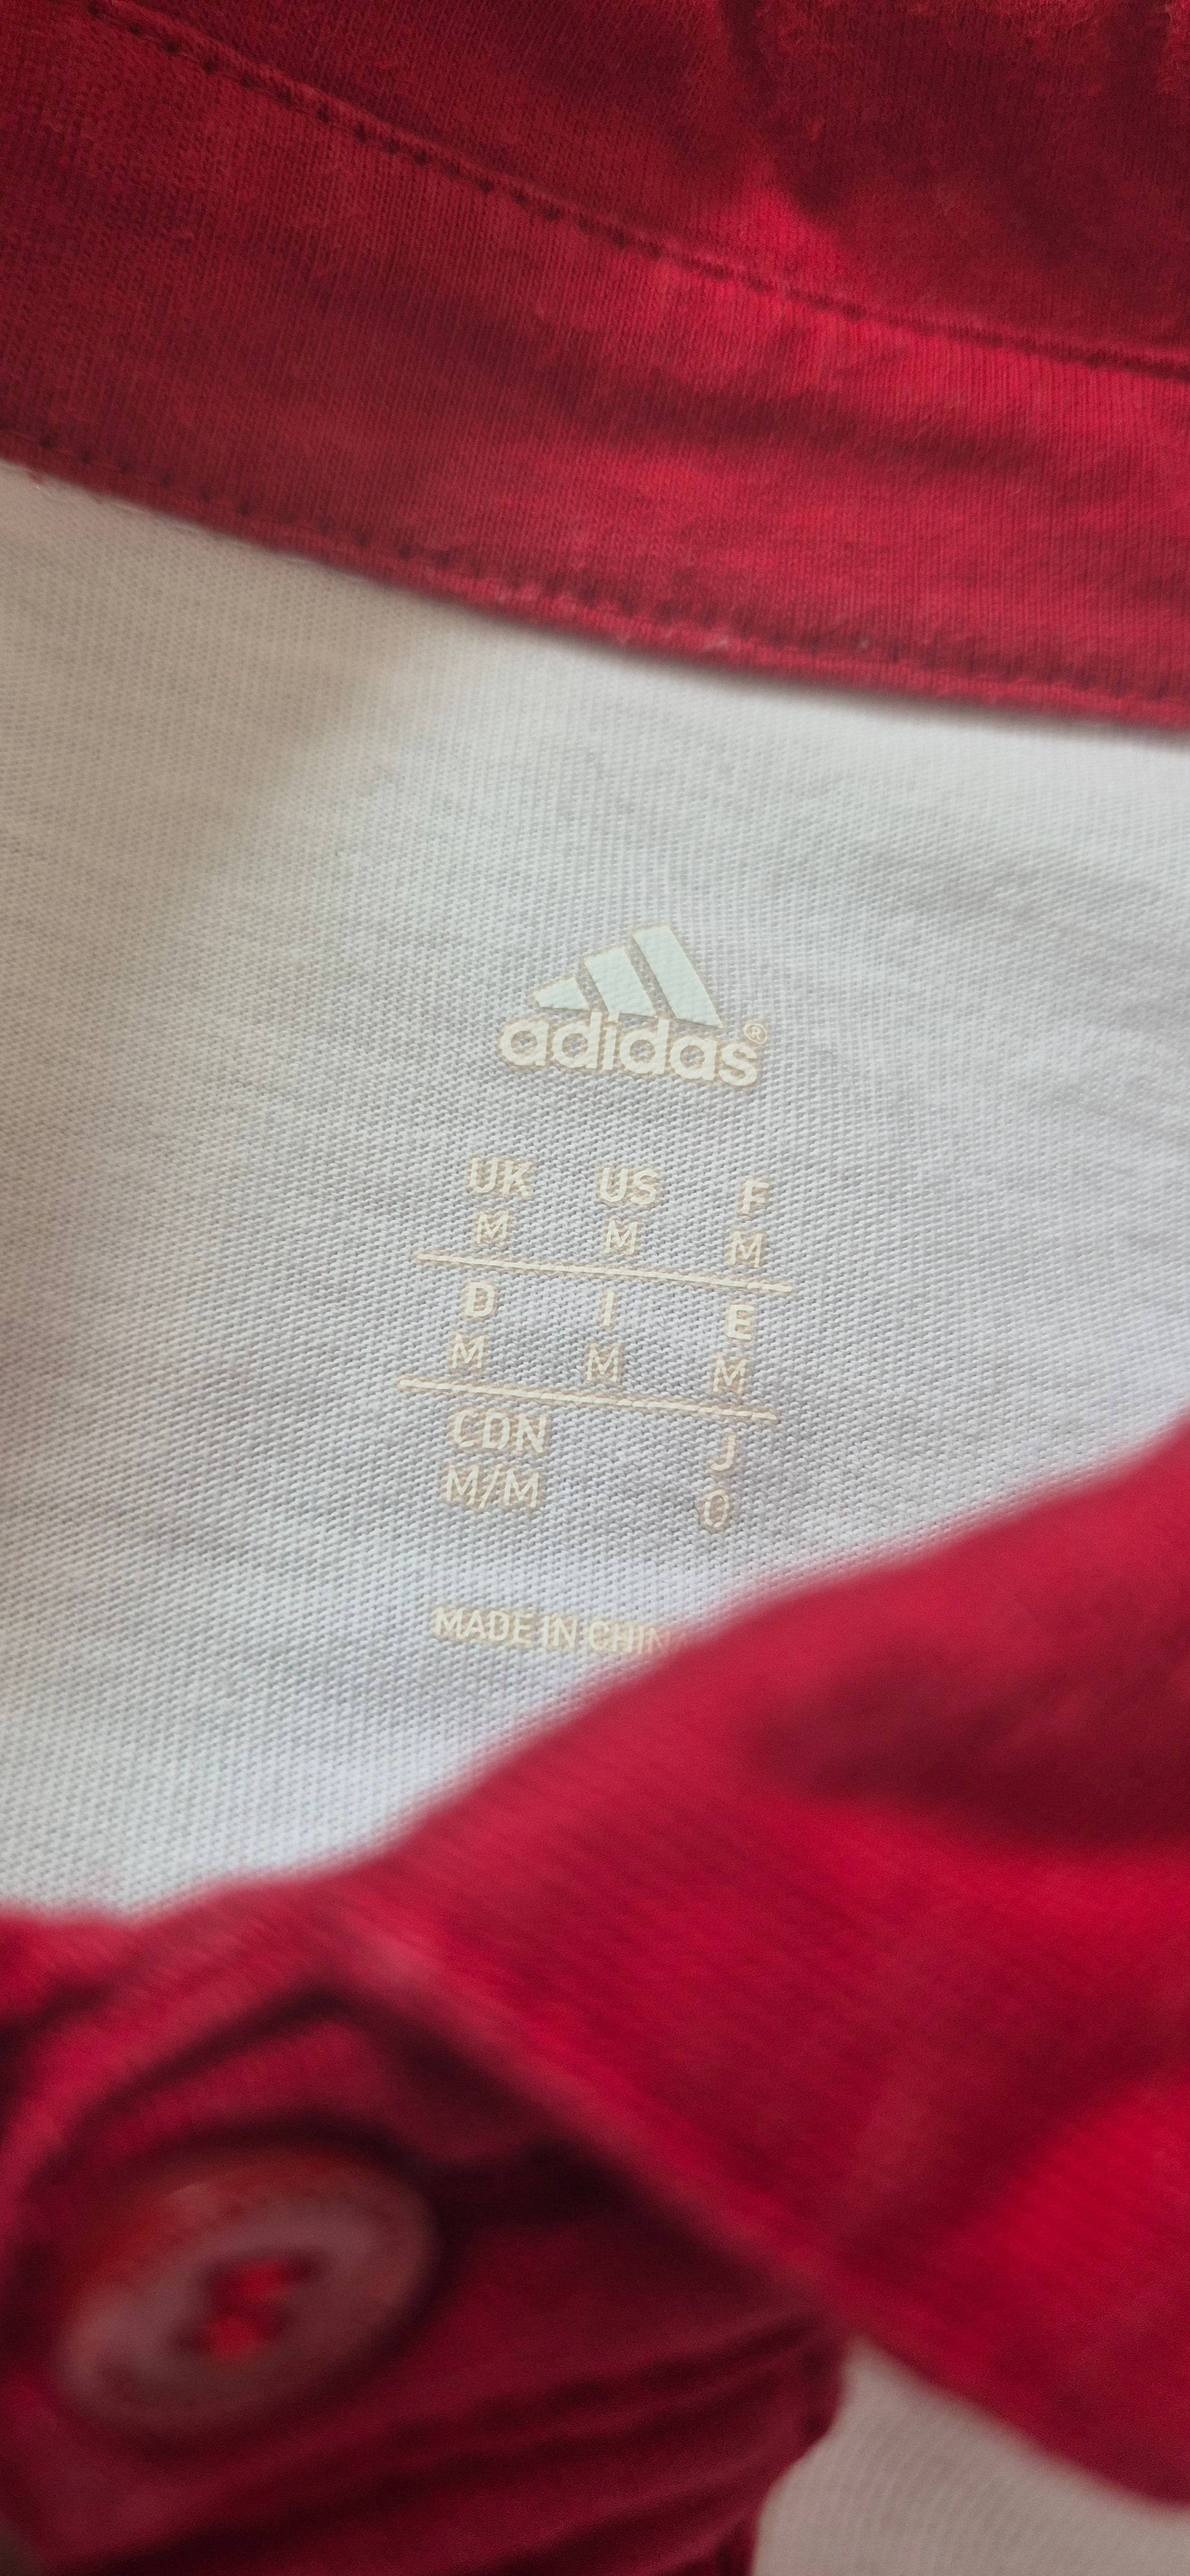 adidas®
UK US F
M M M
D I E
M M M
CDN J
M/M O
MADE IN CHINA